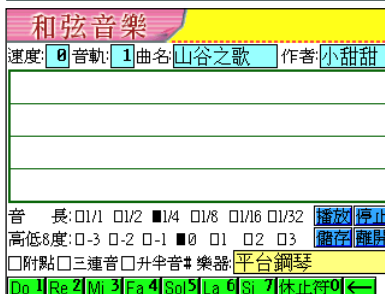 和弦音樂
速度: 0 音軌: 1 曲名 山谷之歌 作者 小甜甜
音 長: □1/1 □1/2 ■1/4 □1/8 □1/16 □1/32 播放 停止
高低8度: □-3 □-2 □-1 ■0 □1 □2 □3 儲存 離開
□附點□三連音□升半音# 樂器: 平台鋼琴
Do 1 Re 2 Mi 3 Fa 4 Sol 5 La 6 Si 7 休止符0 ←